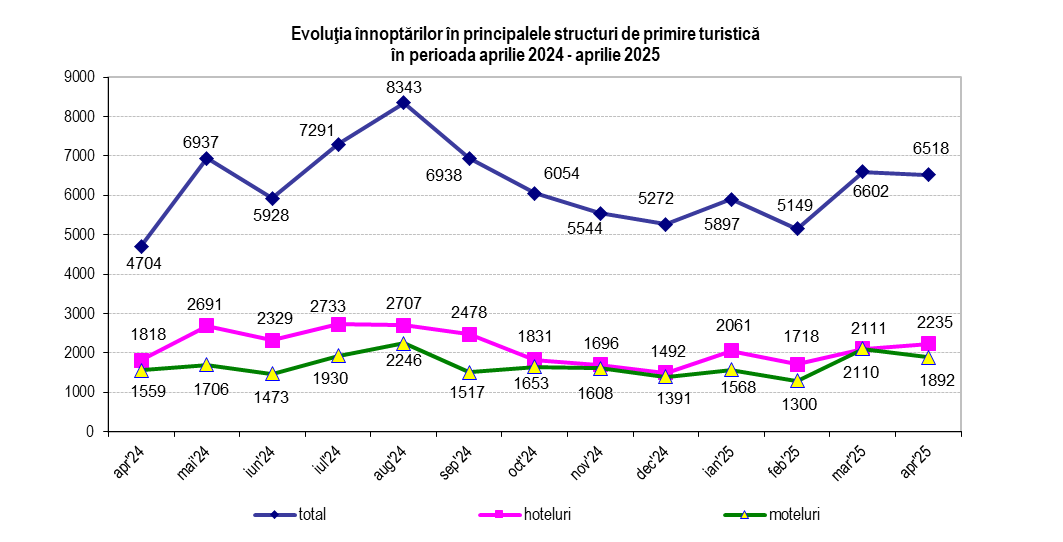 Evoluţia înnoptărilor în principalele structuri de primire turistică
în perioada aprilie 2024 - aprilie 2025
9000
8000
7000
6000
5000
4000
3000
2000
1000
0
4704
6937
5928
7291
8343
6938
6054
5544
5272
5897
5149
6602
6518
1818
2691
2329
2733
2707
2478
1831
1696
1492
2061
1718
2111
2235
1559
1706
1473
1930
2246
1517
1653
1608
1391
1568
1300
2110
1892
apr'24
mai'24
iun'24
iul'24
aug'24
sep'24
oct'24
nov'24
dec'24
ian'25
feb'25
mar'25
apr'25
total
hoteluri
moteluri